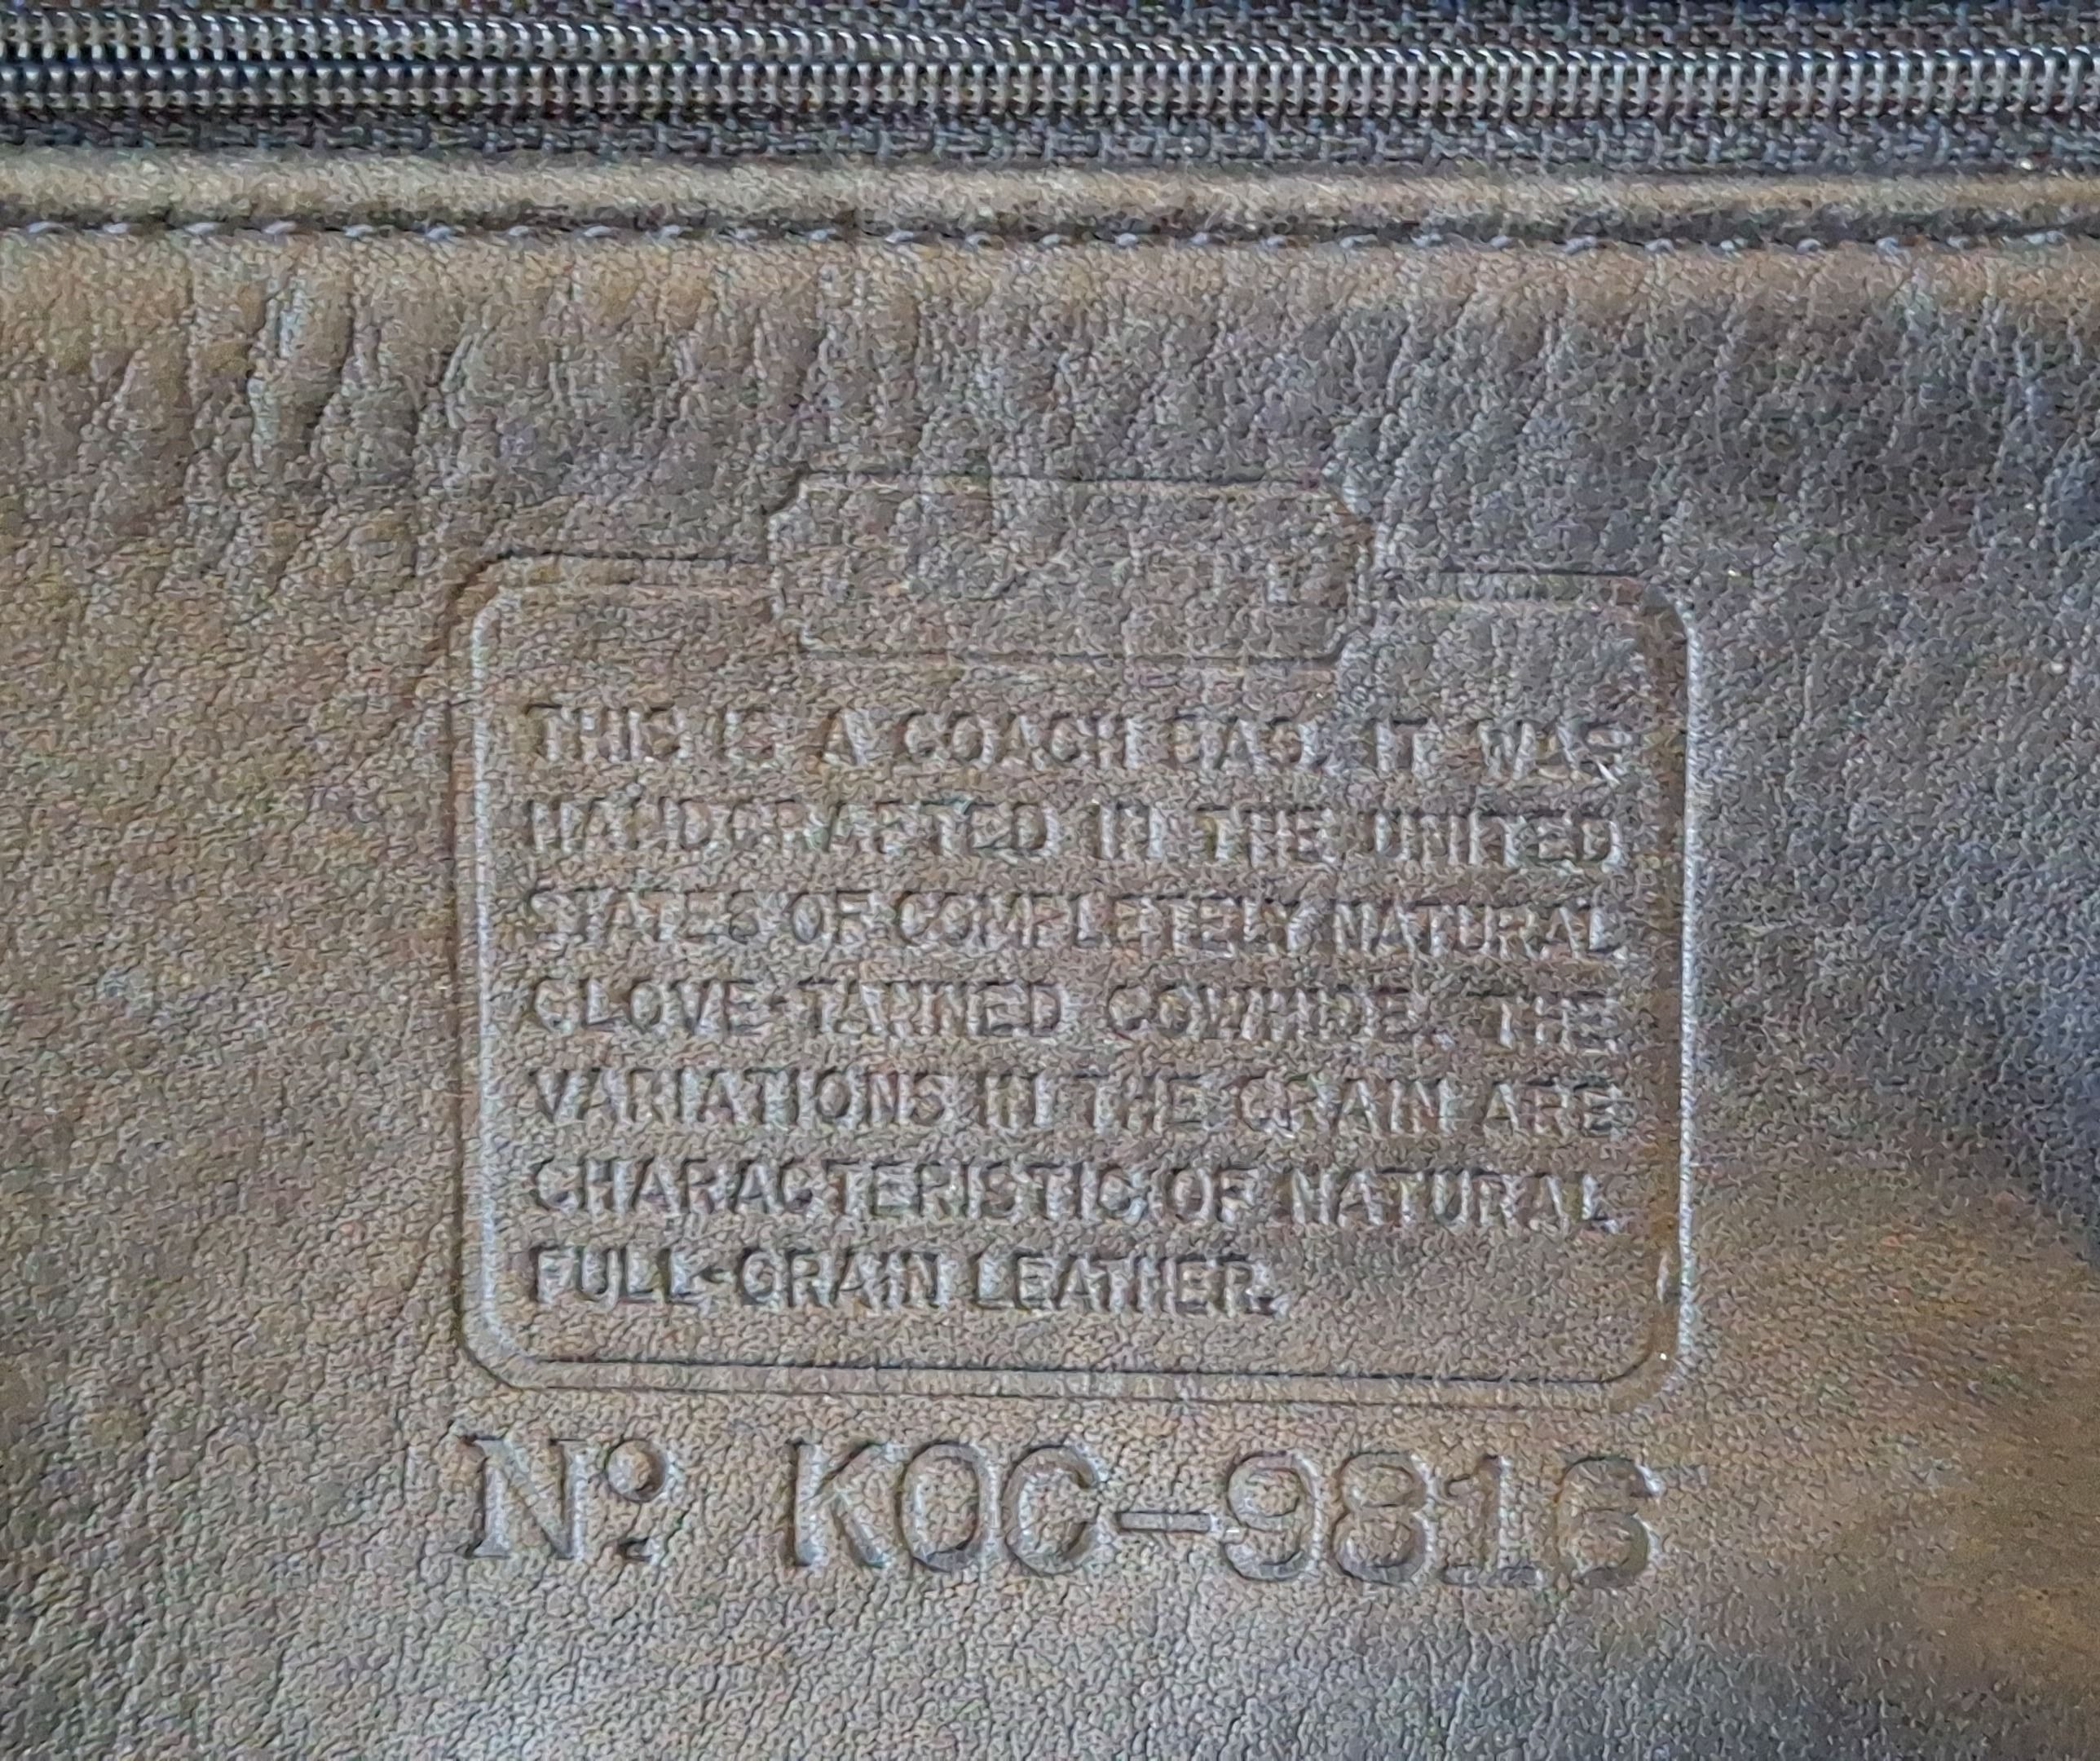 THIS IS A COACH BAG. IT WAS
HANDCRAFTED IN THE UNITED
STATES OF COMPLETELY NATURAL
GLOVE-TANNED COWHIDE. THE
VARIATIONS IN THE GRAIN ARE
CHARACTERISTIC OF NATURAL
FULL-GRAIN LEATHER.
Nº. K0C-9816